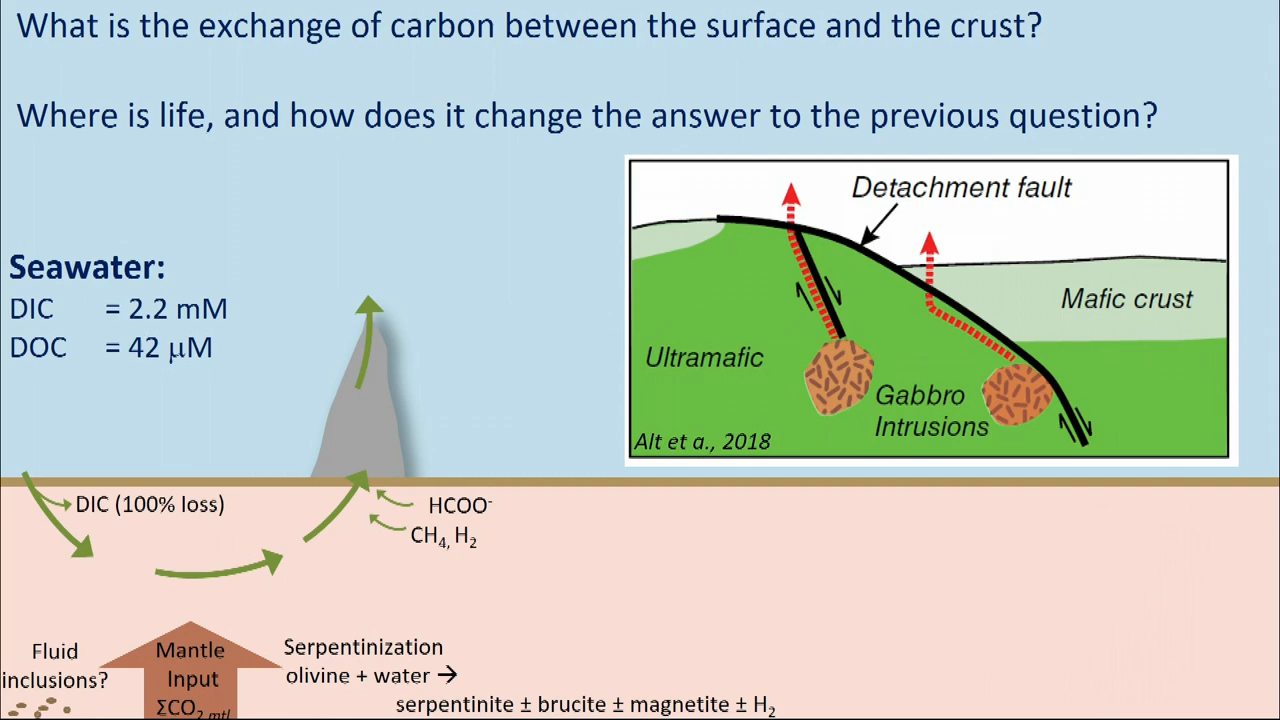 What is the exchange of carbon between the surface and the crust?
Where is life, and how does it change the answer to the previous question?
Detachment fault
Mafic crust
Ultramafic
Gabbro
Intrusions
Alt et a., 2018
Seawater:
DIC = 2.2 mM
DOC = 42 µM
DIC (100% loss)
HCOO⁻
CH₄, H₂
Fluid
inclusions?
Mantle
Input
ΣCO₂ mtl
Serpentinization
olivine + water →
serpentinite ± brucite ± magnetite ± H₂